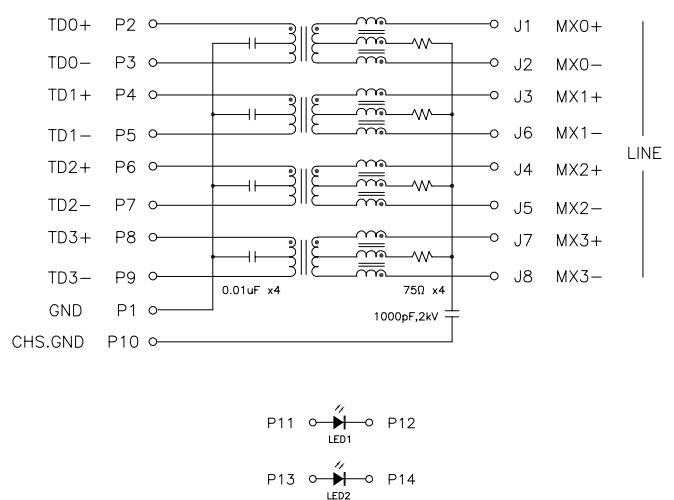 TD0+ P2 J1 MX0+
TD0− P3 J2 MX0−
TD1+ P4 J3 MX1+
TD1− P5 J6 MX1−
LINE
TD2+ P6 J4 MX2+
TD2− P7 J5 MX2−
TD3+ P8 J7 MX3+
TD3− P9 J8 MX3−
0.01uF x4 75Ω x4
GND P1
1000pF,2kV
CHS.GND P10
P11 P12
LED1
P13 P14
LED2